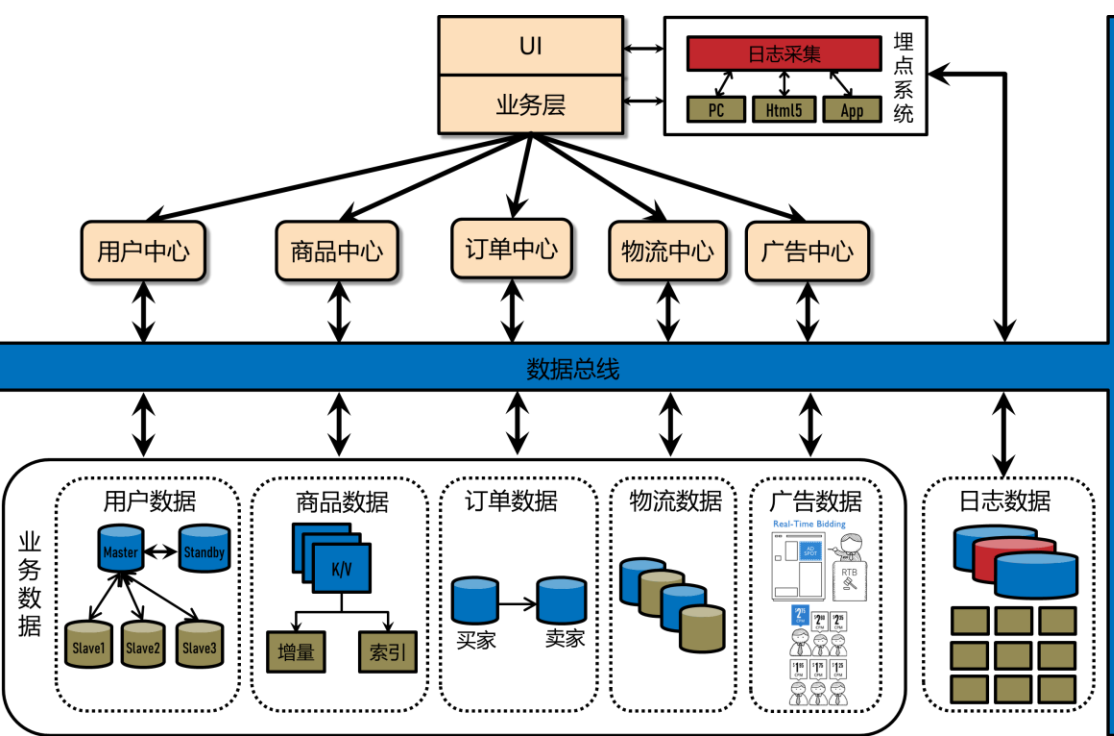 UI
业务层
日志采集
PC
Html5
App
埋点系统
用户中心
商品中心
订单中心
物流中心
广告中心
数据总线
业务数据
用户数据
Master
Standby
Slave1
Slave2
Slave3
商品数据
K/V
增量
索引
订单数据
买家
卖家
物流数据
广告数据
Real-Time Bidding
AD
SPOT
RTB
日志数据